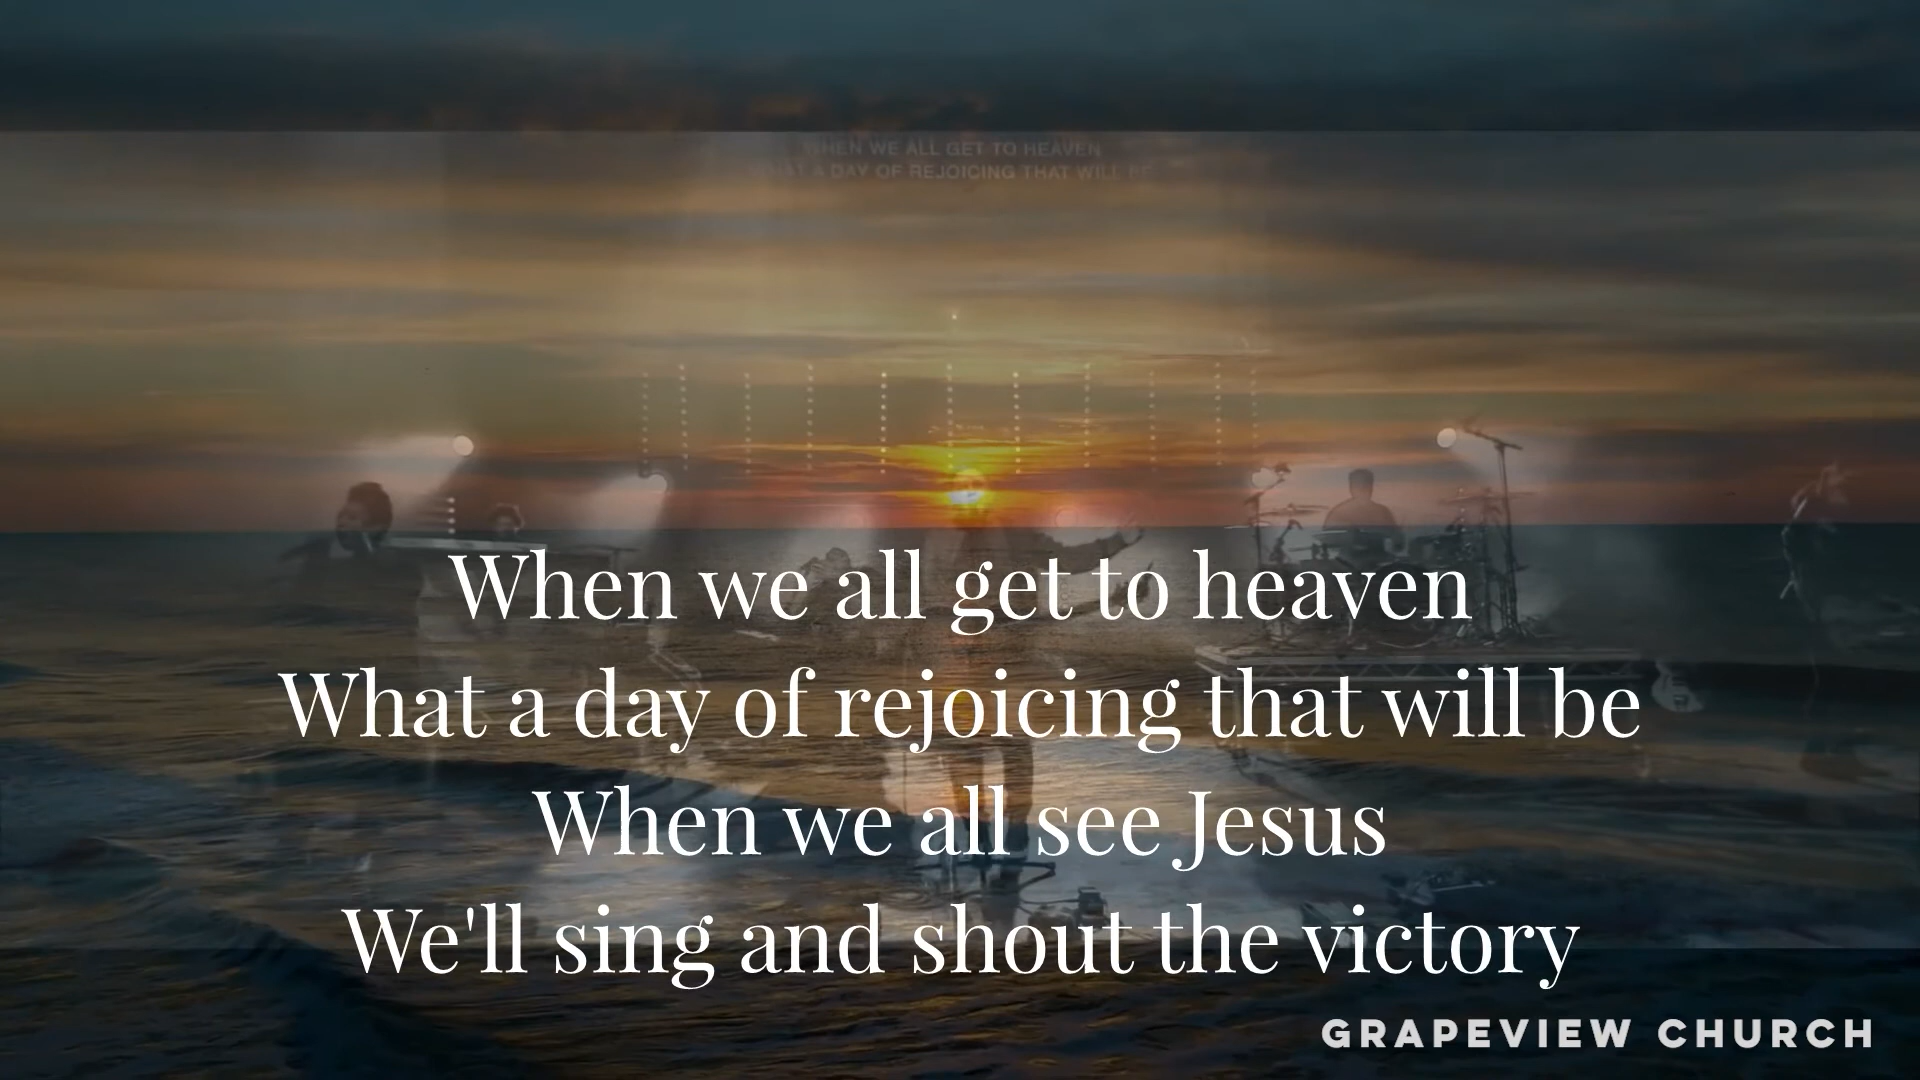 WHEN WE ALL GET TO HEAVEN
WHAT A DAY OF REJOICING THAT WILL BE
When we all get to heaven
What a day of rejoicing that will be
When we all see Jesus
We'll sing and shout the victory
GRAPEVIEW CHURCH